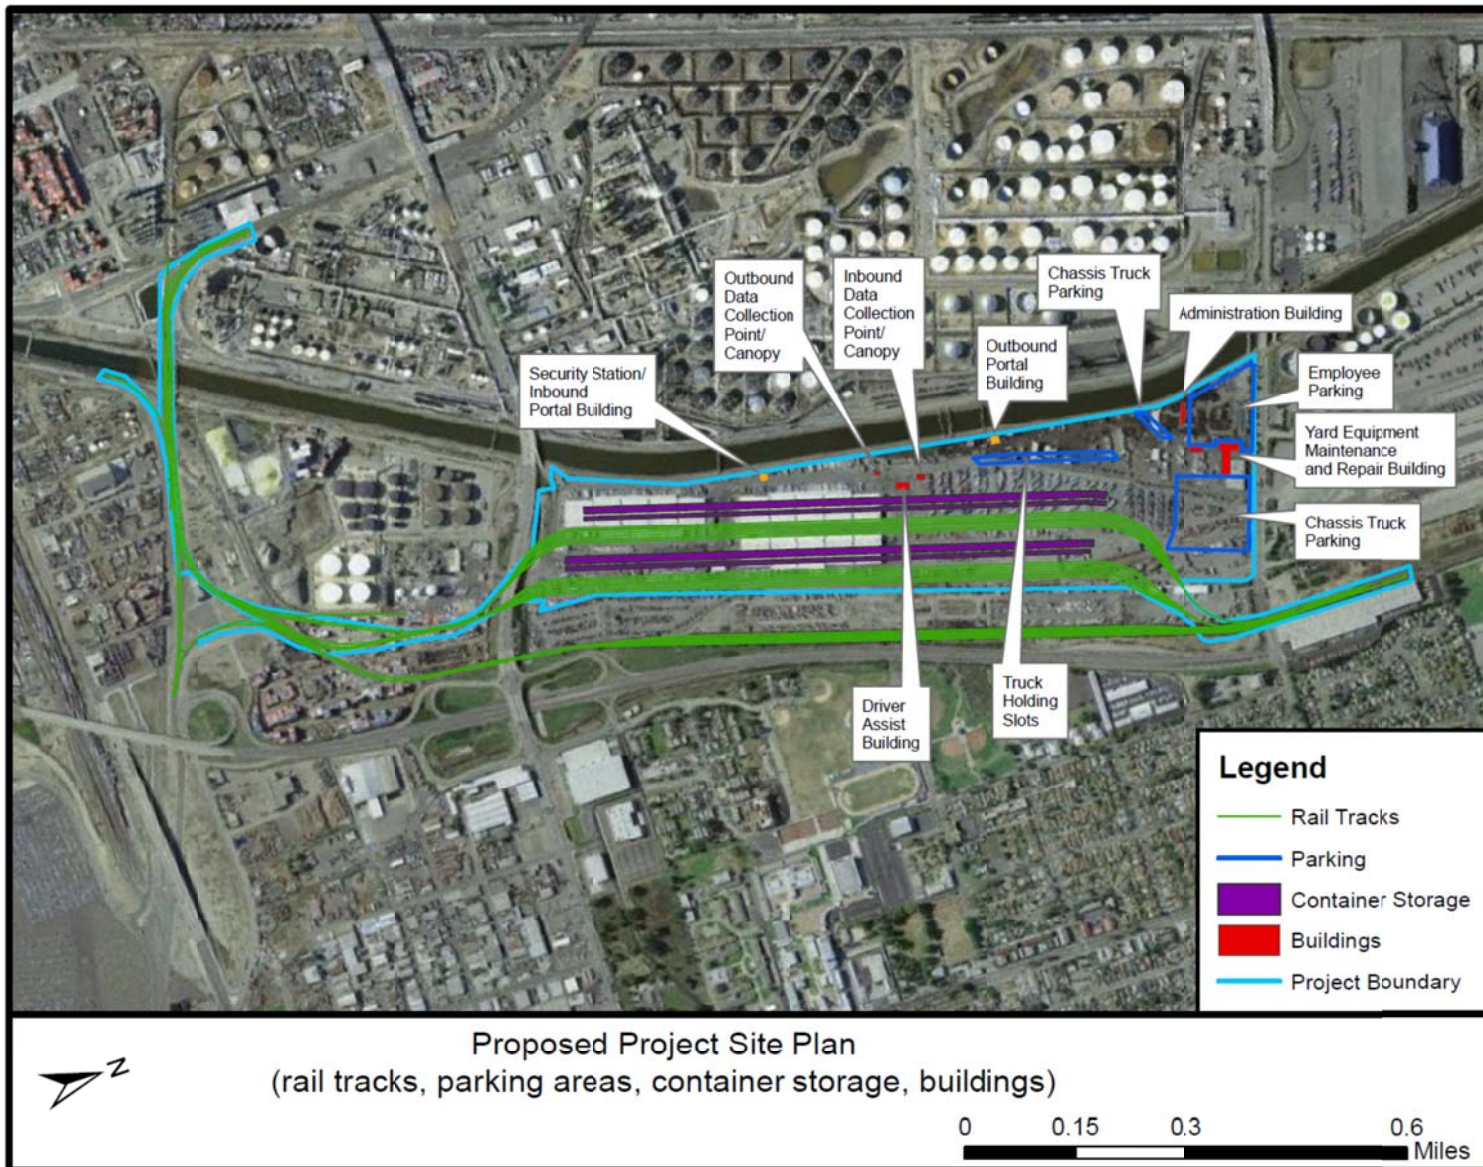 Outbound
Data
Collection
Point/
Canopy
Inbound
Data
Collection
Point/
Canopy
Chassis Truck
Parking
Administration Building
Security Station/
Inbound
Portal Building
Outbound
Portal
Building
Employee
Parking
Yard Equipment
Maintenance
and Repair Building
Chassis Truck
Parking
Driver
Assist
Building
Truck
Holding
Slots
Legend
Rail Tracks
Parking
Container Storage
Buildings
Project Boundary
Proposed Project Site Plan
(rail tracks, parking areas, container storage, buildings)
N
0 0.15 0.3 0.6
Miles